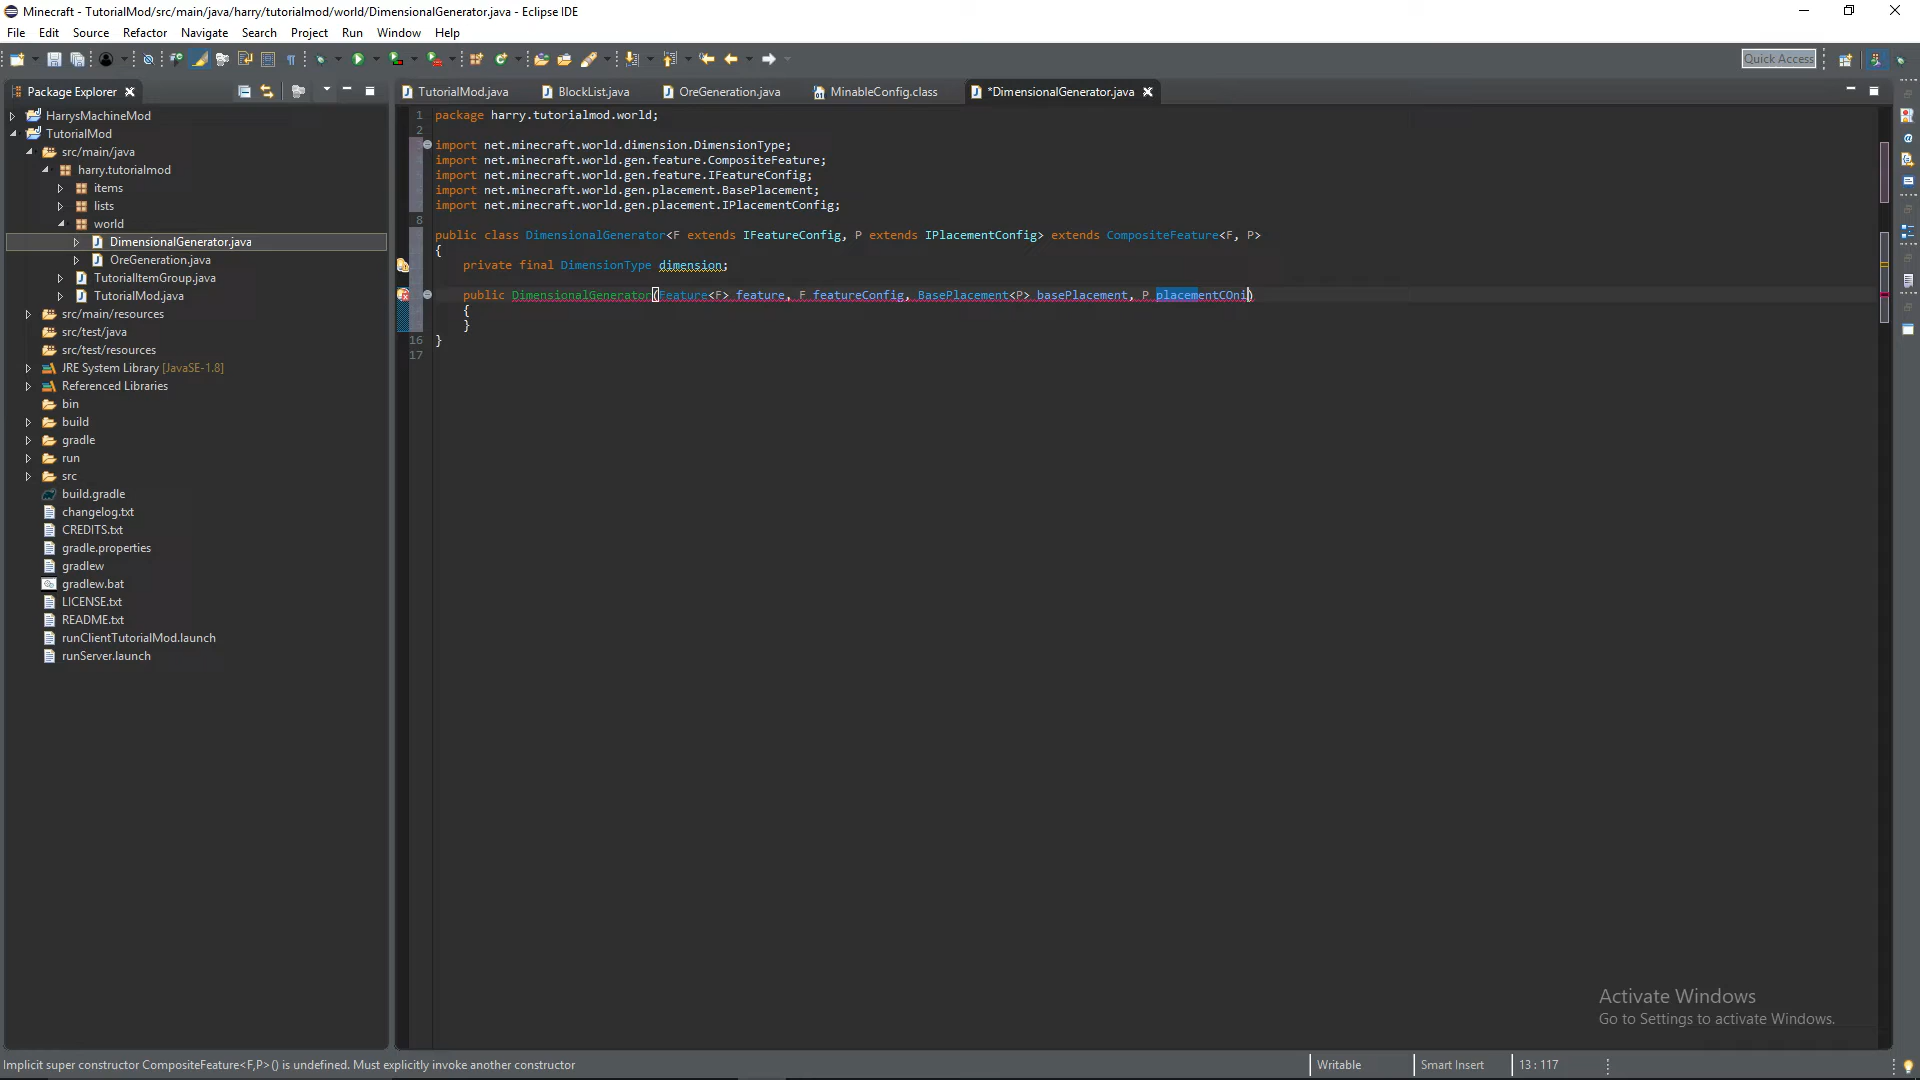 Minecraft - TutorialMod/src/main/java/harry/tutorialmod/world/DimensionalGenerator.java - Eclipse IDE
File Edit Source Refactor Navigate Search Project Run Window Help
Quick Access
Package Explorer
TutorialMod.java BlockList.java OreGeneration.java MinableConfig.class *DimensionalGenerator.java
HarrysMachineMod
TutorialMod
src/main/java
harry.tutorialmod
items
lists
world
DimensionalGenerator.java
OreGeneration.java
TutorialItemGroup.java
TutorialMod.java
src/main/resources
src/test/java
src/test/resources
JRE System Library [JavaSE-1.8]
Referenced Libraries
bin
build
gradle
run
src
build.gradle
changelog.txt
CREDITS.txt
gradle.properties
gradlew
gradlew.bat
LICENSE.txt
README.txt
runClientTutorialMod.launch
runServer.launch
1 package harry.tutorialmod.world;
2
import net.minecraft.world.dimension.DimensionType;
import net.minecraft.world.gen.feature.CompositeFeature;
import net.minecraft.world.gen.feature.IFeatureConfig;
import net.minecraft.world.gen.placement.BasePlacement;
import net.minecraft.world.gen.placement.IPlacementConfig;
8
public class DimensionalGenerator<F extends IFeatureConfig, P extends IPlacementConfig> extends CompositeFeature<F, P>
{
private final DimensionType dimension;
public DimensionalGenerator(Feature<F> feature, F featureConfig, BasePlacement<P> basePlacement, P placementCOni)
{
}
16 }
17
Activate Windows
Go to Settings to activate Windows.
Implicit super constructor CompositeFeature<F,P>() is undefined. Must explicitly invoke another constructor
Writable Smart Insert 13 : 117